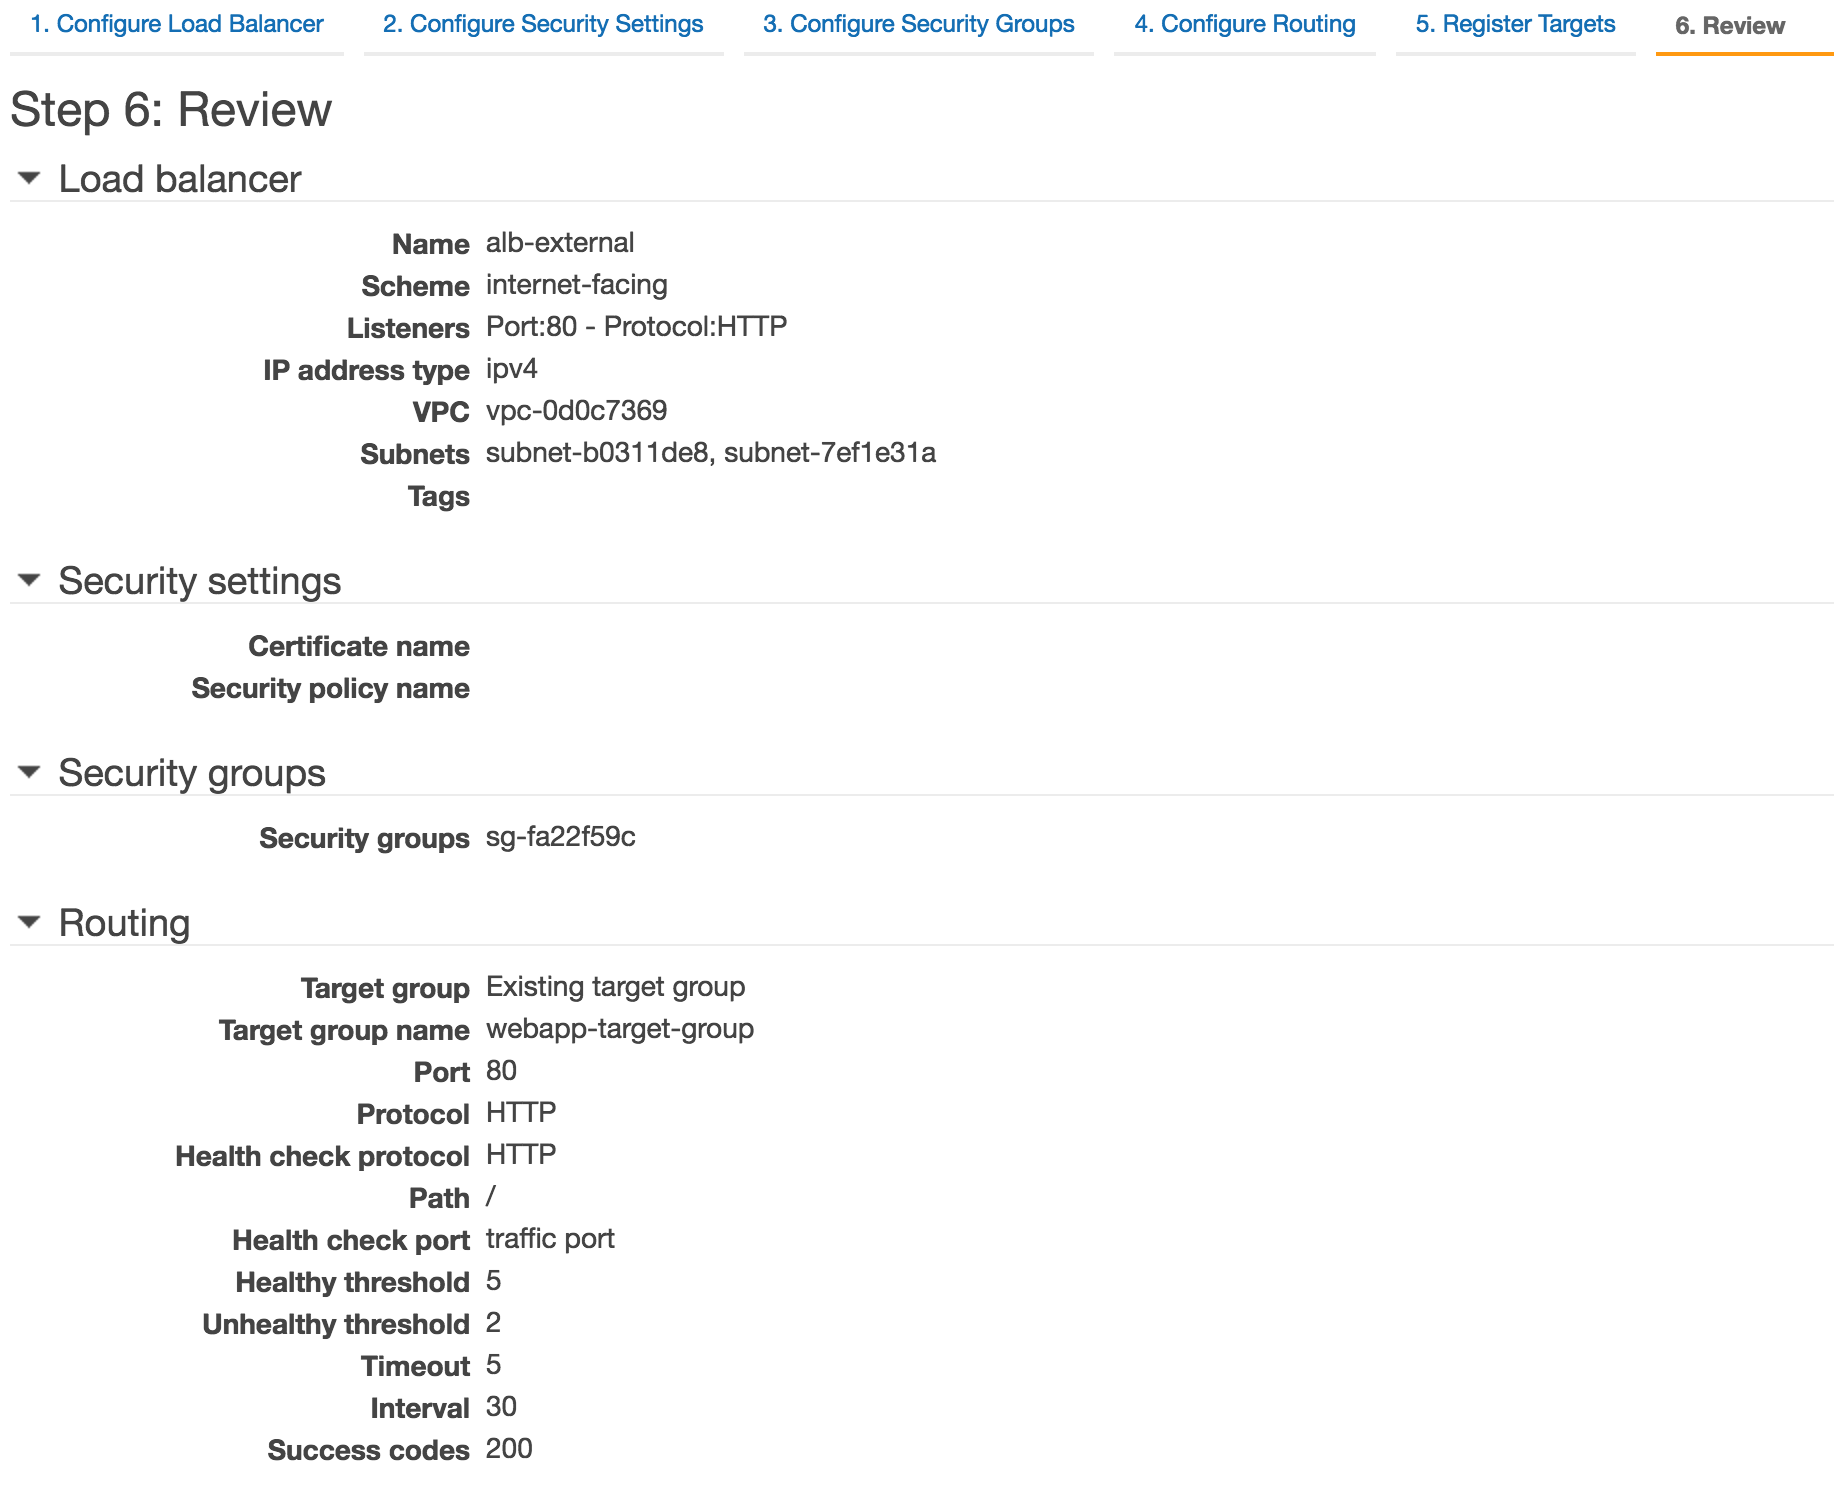 1. Configure Load Balancer 2. Configure Security Settings 3. Configure Security Groups 4. Configure Routing 5. Register Targets 6. Review
Step 6: Review
Load balancer
Name alb-external
Scheme internet-facing
Listeners Port:80 - Protocol:HTTP
IP address type ipv4
VPC vpc-0d0c7369
Subnets subnet-b0311de8, subnet-7ef1e31a
Tags
Security settings
Certificate name
Security policy name
Security groups
Security groups sg-fa22f59c
Routing
Target group Existing target group
Target group name webapp-target-group
Port 80
Protocol HTTP
Health check protocol HTTP
Path /
Health check port traffic port
Healthy threshold 5
Unhealthy threshold 2
Timeout 5
Interval 30
Success codes 200